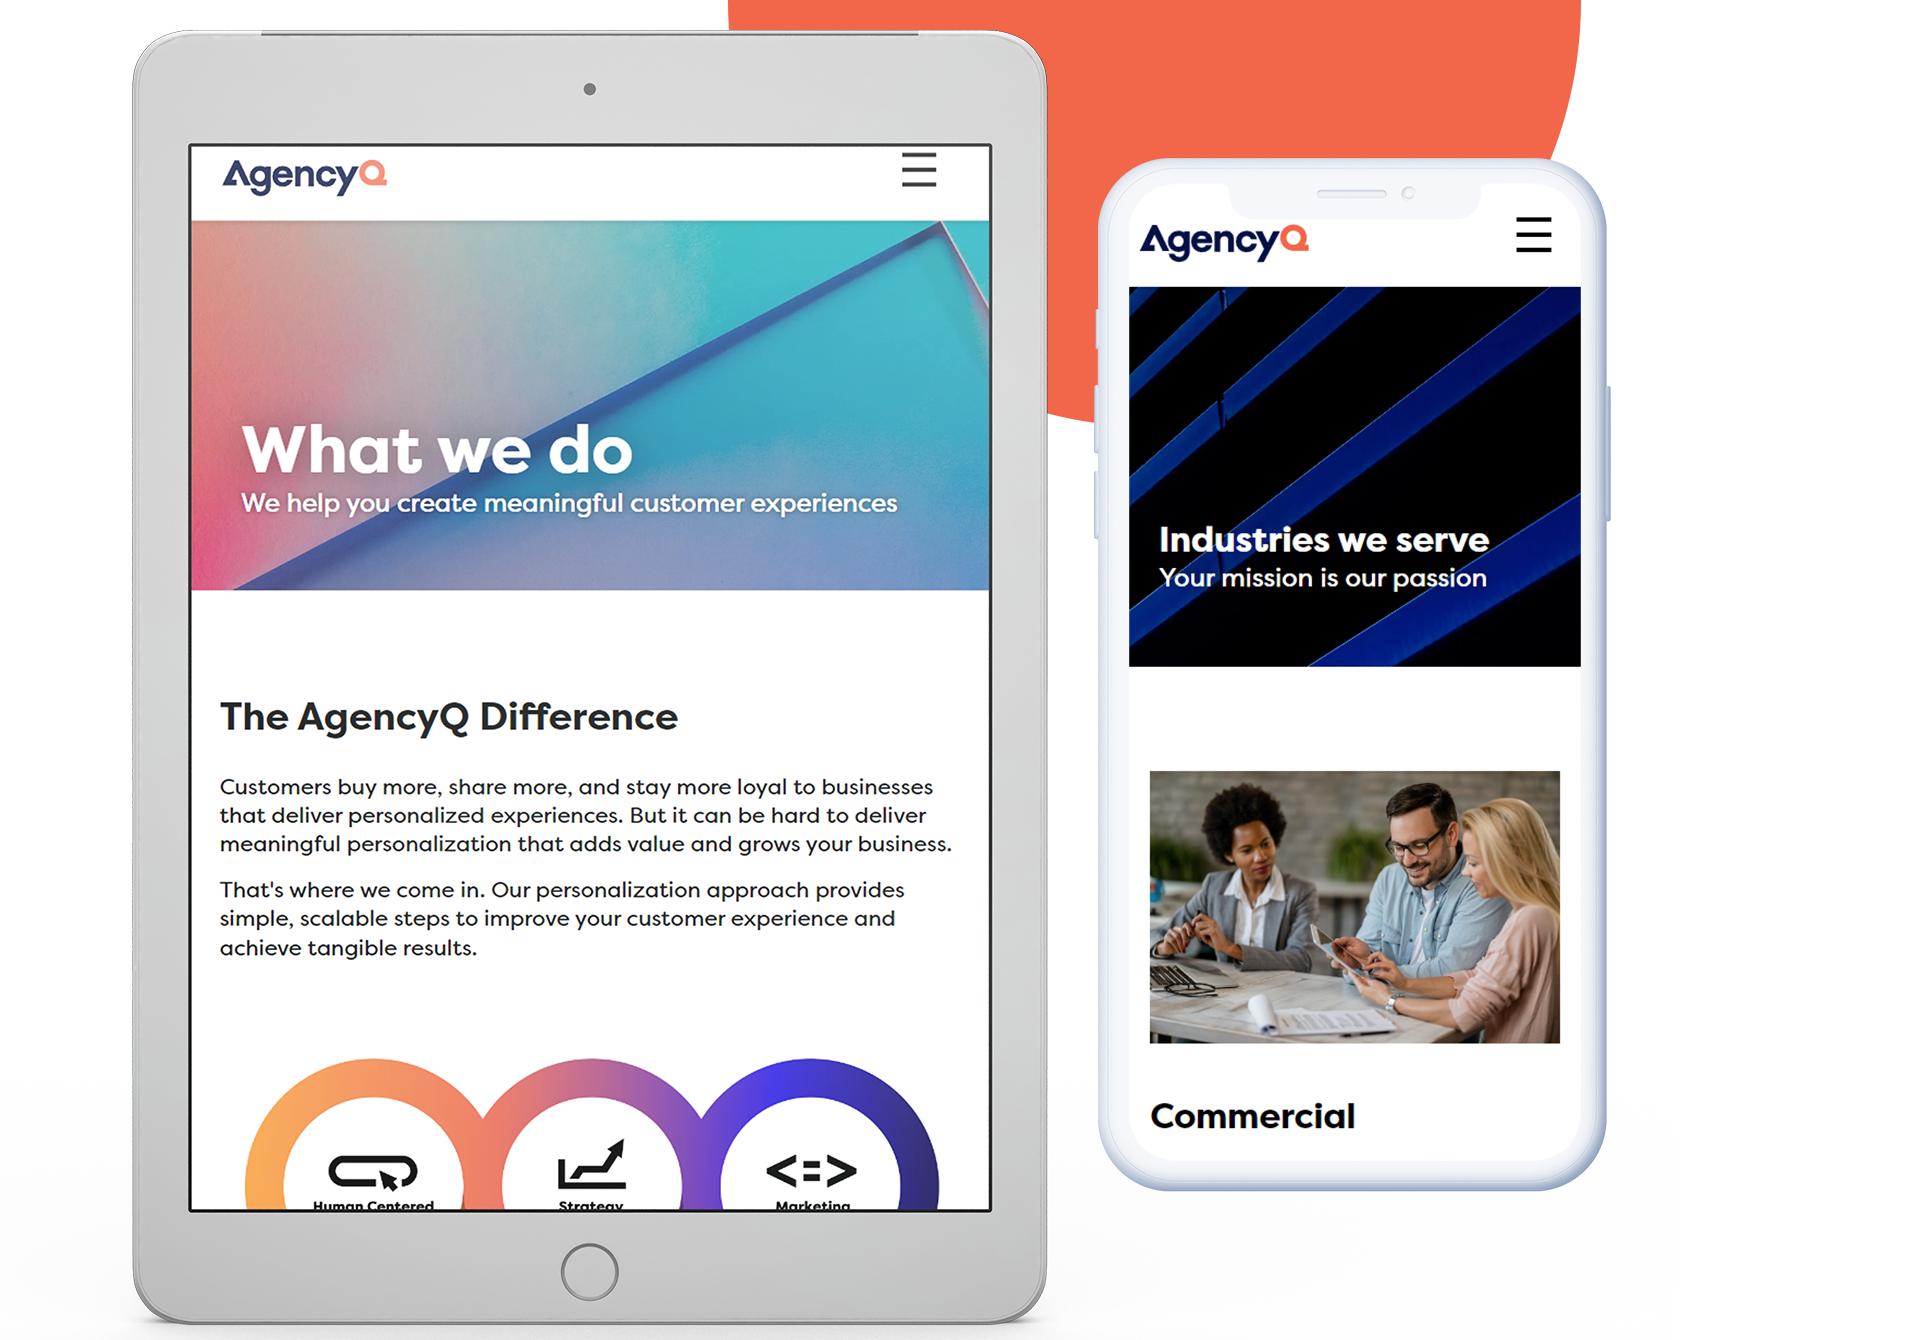 AgencyQ
What we do
We help you create meaningful customer experiences
The AgencyQ Difference
Customers buy more, share more, and stay more loyal to businesses
that deliver personalized experiences. But it can be hard to deliver
meaningful personalization that adds value and grows your business.
That's where we come in. Our personalization approach provides
simple, scalable steps to improve your customer experience and
achieve tangible results.
Human Centered
Strategy
Marketing
AgencyQ
Industries we serve
Your mission is our passion
Commercial